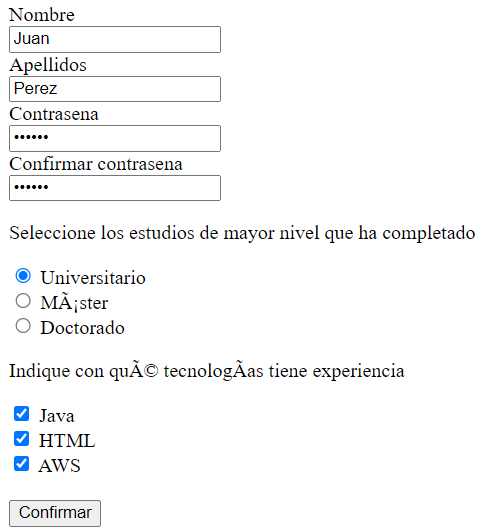 Nombre
Juan
Apellidos
Perez
Contrasena
••••••
Confirmar contrasena
••••••
Seleccione los estudios de mayor nivel que ha completado
Universitario
MÃ¡ster
Doctorado
Indique con quÃ© tecnologÃas tiene experiencia
Java
HTML
AWS
Confirmar